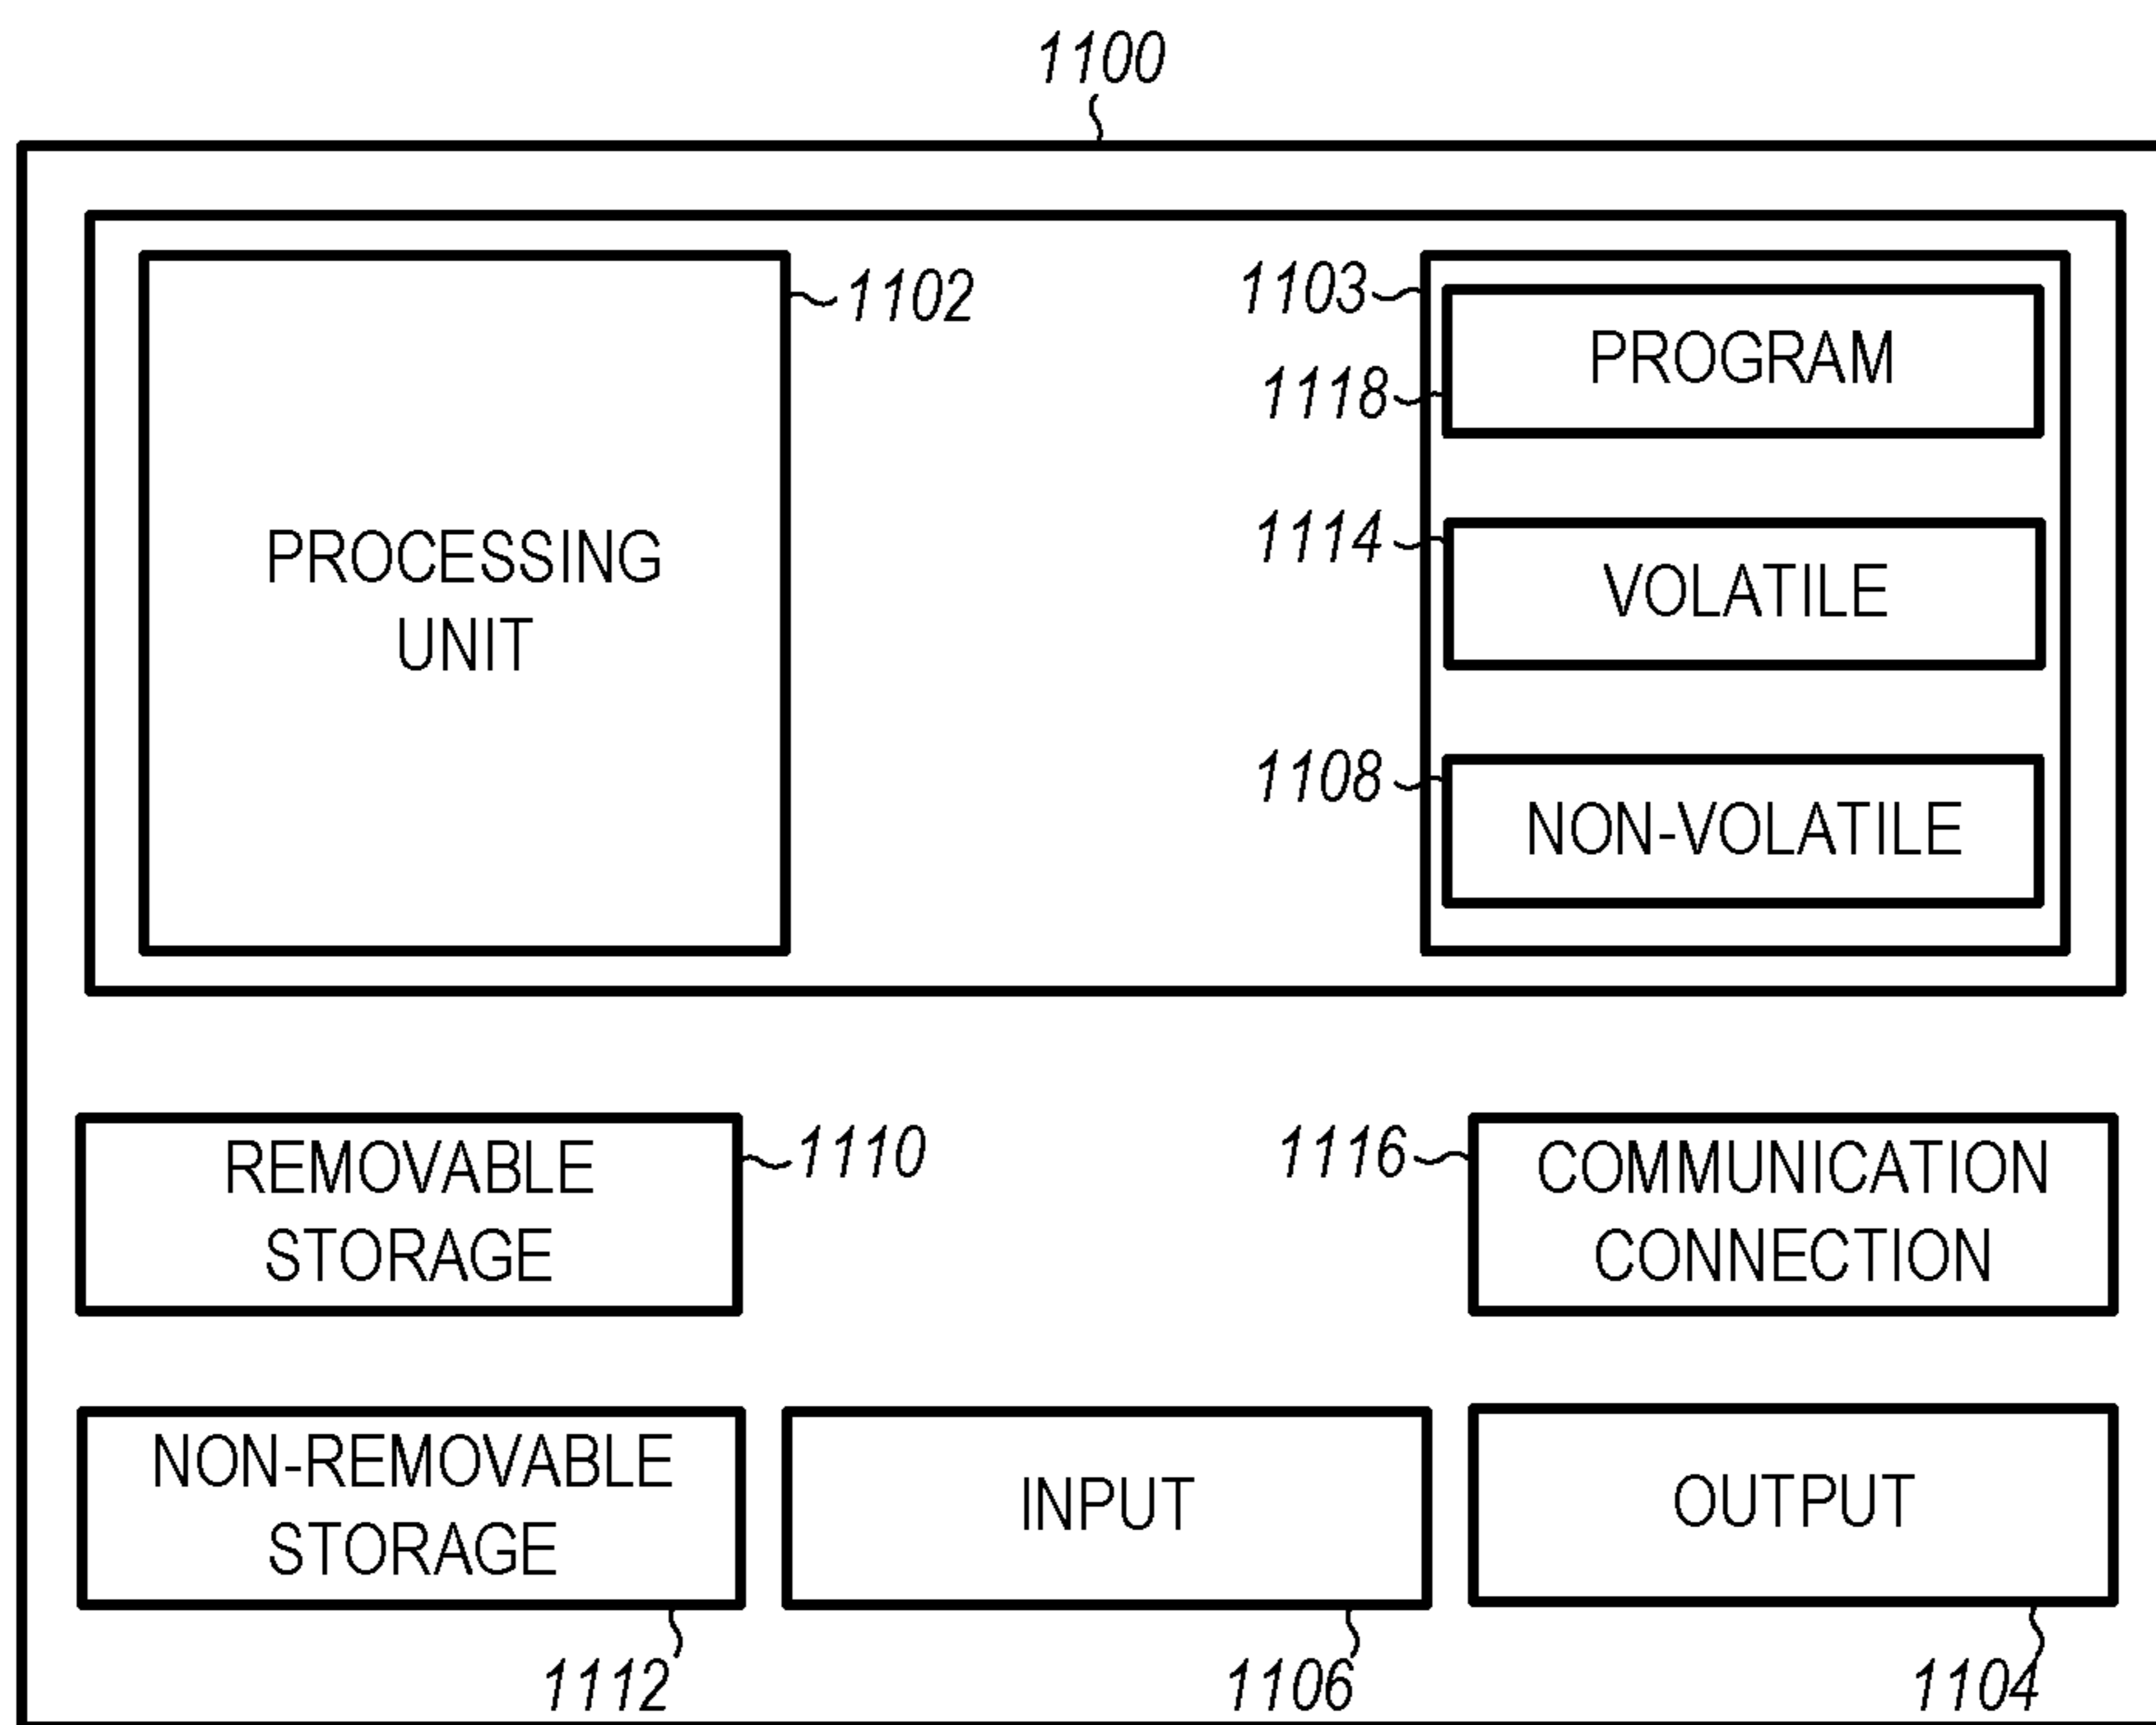 1100
1102
1103
PROGRAM
1118
PROCESSING
UNIT
1114
VOLATILE
1108
NON-VOLATILE
REMOVABLE
STORAGE
1110
1116
COMMUNICATION
CONNECTION
NON-REMOVABLE
STORAGE
INPUT
OUTPUT
1112
1106
1104